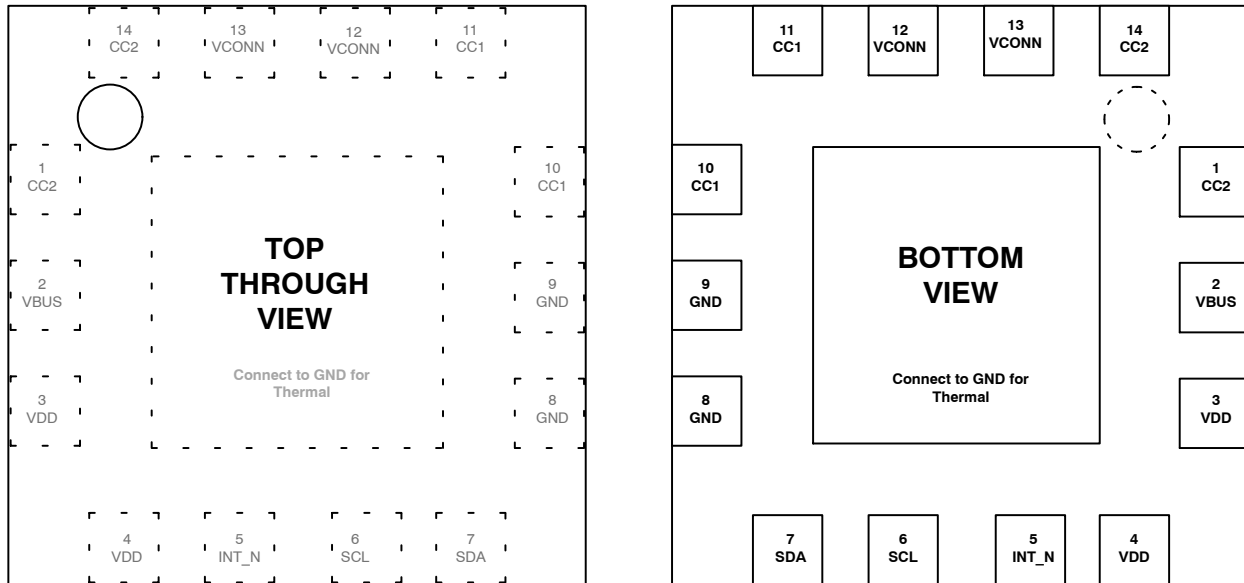 14
CC2
13
VCONN
12
VCONN
11
CC1
1
CC2
10
CC1
2
VBUS
TOP
THROUGH
VIEW
9
GND
3
VDD
Connect to GND for
Thermal
8
GND
4
VDD
5
INT_N
6
SCL
7
SDA
11
CC1
12
VCONN
13
VCONN
14
CC2
10
CC1
1
CC2
9
GND
BOTTOM
VIEW
2
VBUS
8
GND
Connect to GND for
Thermal
3
VDD
7
SDA
6
SCL
5
INT_N
4
VDD